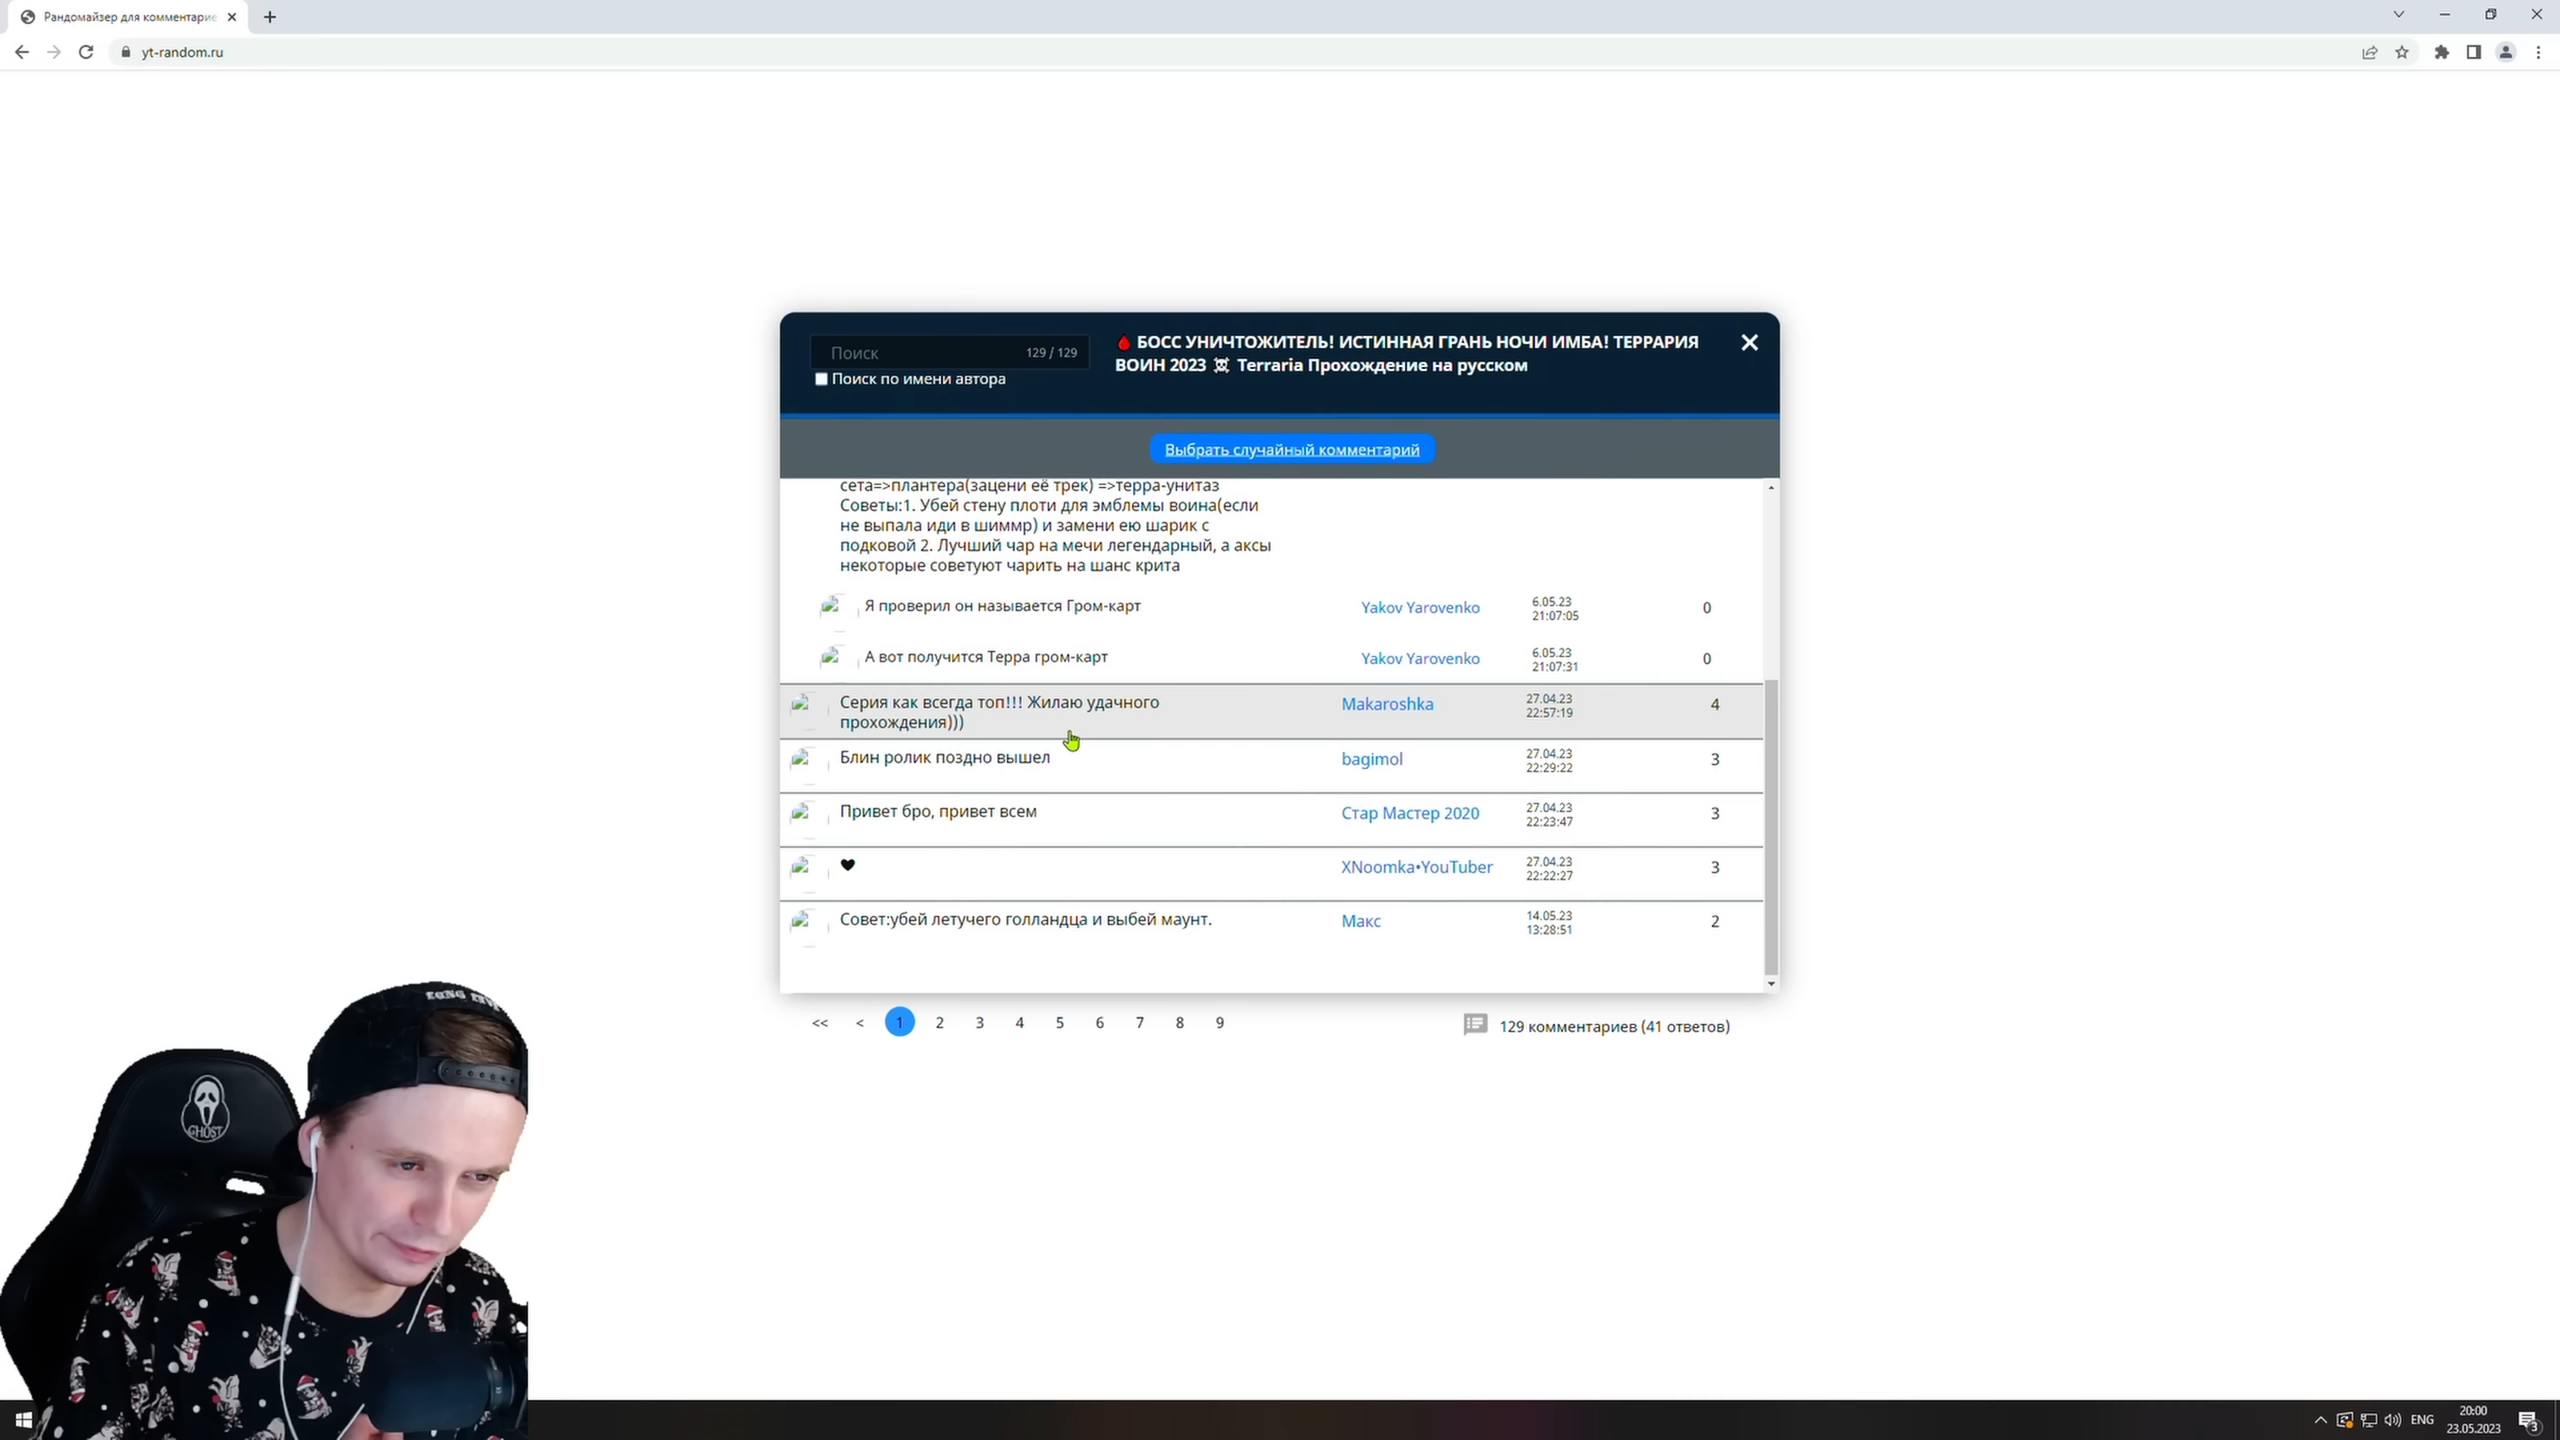 Рандомайзер для комментарие
yt-random.ru
Поиск
129 / 129
Поиск по имени автора
БОСС УНИЧТОЖИТЕЛЬ! ИСТИННАЯ ГРАНЬ НОЧИ ИМБА! ТЕРРАРИЯ
ВОИН 2023 ☠ Terraria Прохождение на русском
Выбрать случайный комментарий
сета=>плантера(зацени её трек) =>терра-унитаз
Советы:1. Убей стену плоти для эмблемы воина(если
не выпала иди в шиммр) и замени ею шарик с
подковой 2. Лучший чар на мечи легендарный, а аксы
некоторые советуют чарить на шанс крита
Я проверил он называется Гром-карт Yakov Yarovenko 6.05.23 0
21:07:05
А вот получится Терра гром-карт Yakov Yarovenko 6.05.23 0
21:07:31
Серия как всегда топ!!! Жилаю удачного Makaroshka 27.04.23 4
прохождения))) 22:57:19
Блин ролик поздно вышел bagimol 27.04.23 3
22:29:22
Привет бро, привет всем Стар Мастер 2020 27.04.23 3
22:23:47
🖤 XNoomka•YouTuber 27.04.23 3
22:22:27
Совет:убей летучего голландца и выбей маунт. Макс 14.05.23 2
13:28:51
<< < 1 2 3 4 5 6 7 8 9
129 комментариев (41 ответов)
GHOST
ENG
20:00
23.05.2023
3